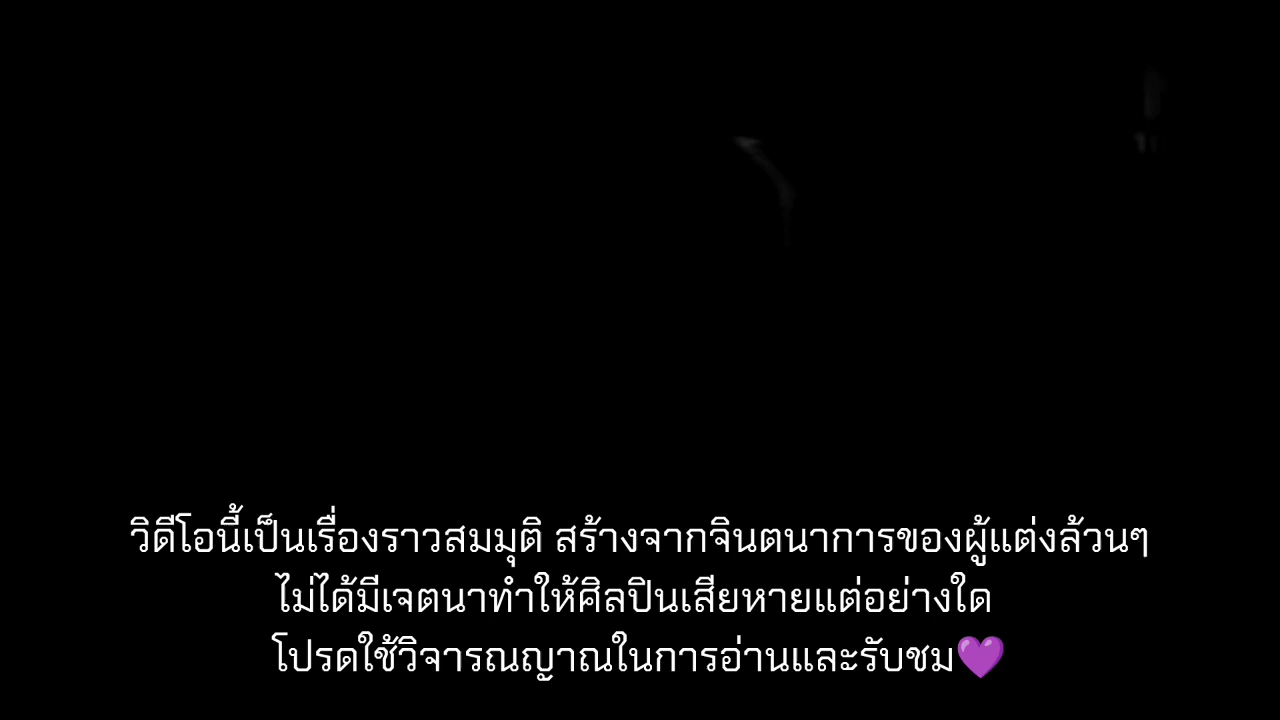 วิดีโอนี้เป็นเรื่องราวสมมุติ สร้างจากจินตนาการของผู้แต่งล้วนๆ
ไม่ได้มีเจตนาทำให้ศิลปินเสียหายแต่อย่างใด
โปรดใช้วิจารณญาณในการอ่านและรับชม💜